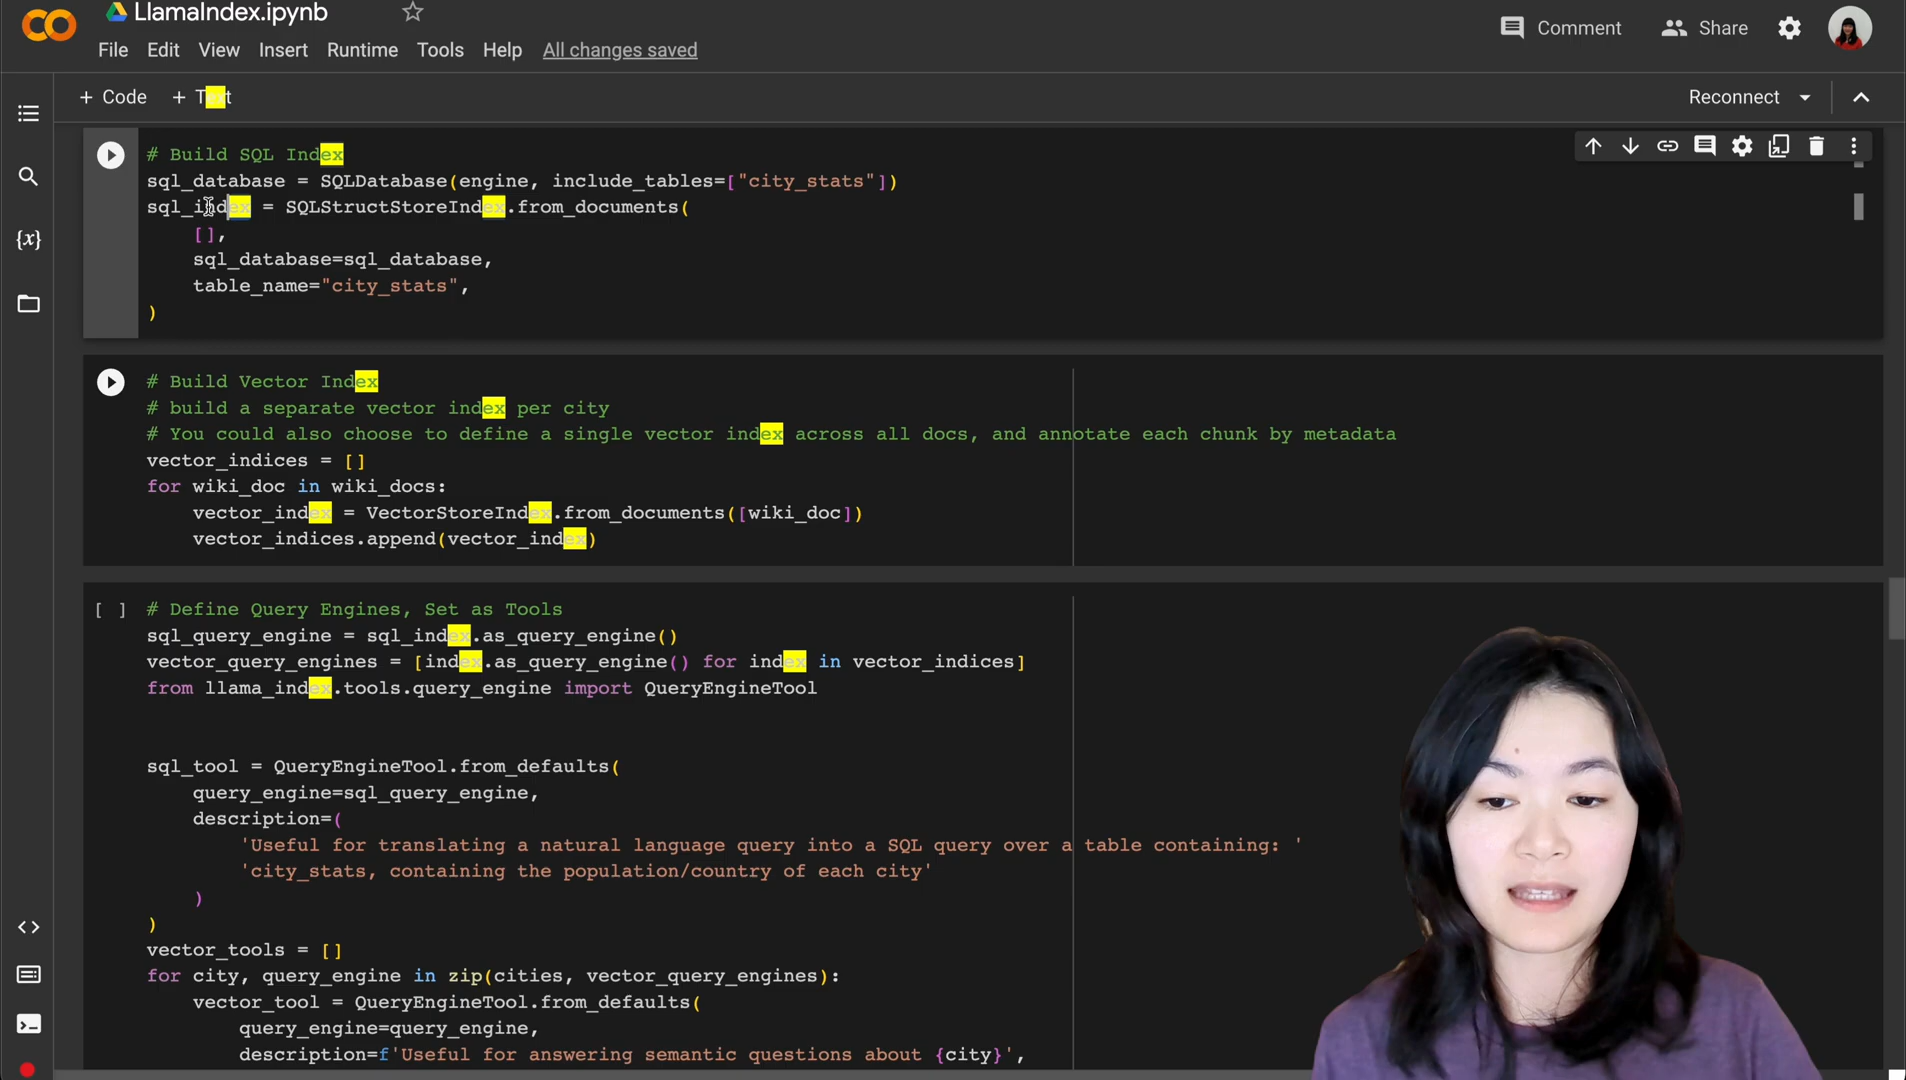 LlamaIndex.ipynb
File Edit View Insert Runtime Tools Help All changes saved
Comment
Share
+ Code + Text
Reconnect
# Build SQL Index
sql_database = SQLDatabase(engine, include_tables=["city_stats"])
sql_index = SQLStructStoreIndex.from_documents(
[],
sql_database=sql_database,
table_name="city_stats",
)
# Build Vector Index
# build a separate vector index per city
# You could also choose to define a single vector index across all docs, and annotate each chunk by metadata
vector_indices = []
for wiki_doc in wiki_docs:
vector_index = VectorStoreIndex.from_documents([wiki_doc])
vector_indices.append(vector_index)
[ ] # Define Query Engines, Set as Tools
sql_query_engine = sql_index.as_query_engine()
vector_query_engines = [index.as_query_engine() for index in vector_indices]
from llama_index.tools.query_engine import QueryEngineTool
sql_tool = QueryEngineTool.from_defaults(
query_engine=sql_query_engine,
description=(
'Useful for translating a natural language query into a SQL query over a table containing: '
'city_stats, containing the population/country of each city'
)
)
vector_tools = []
for city, query_engine in zip(cities, vector_query_engines):
vector_tool = QueryEngineTool.from_defaults(
query_engine=query_engine,
description=f'Useful for answering semantic questions about {city}',